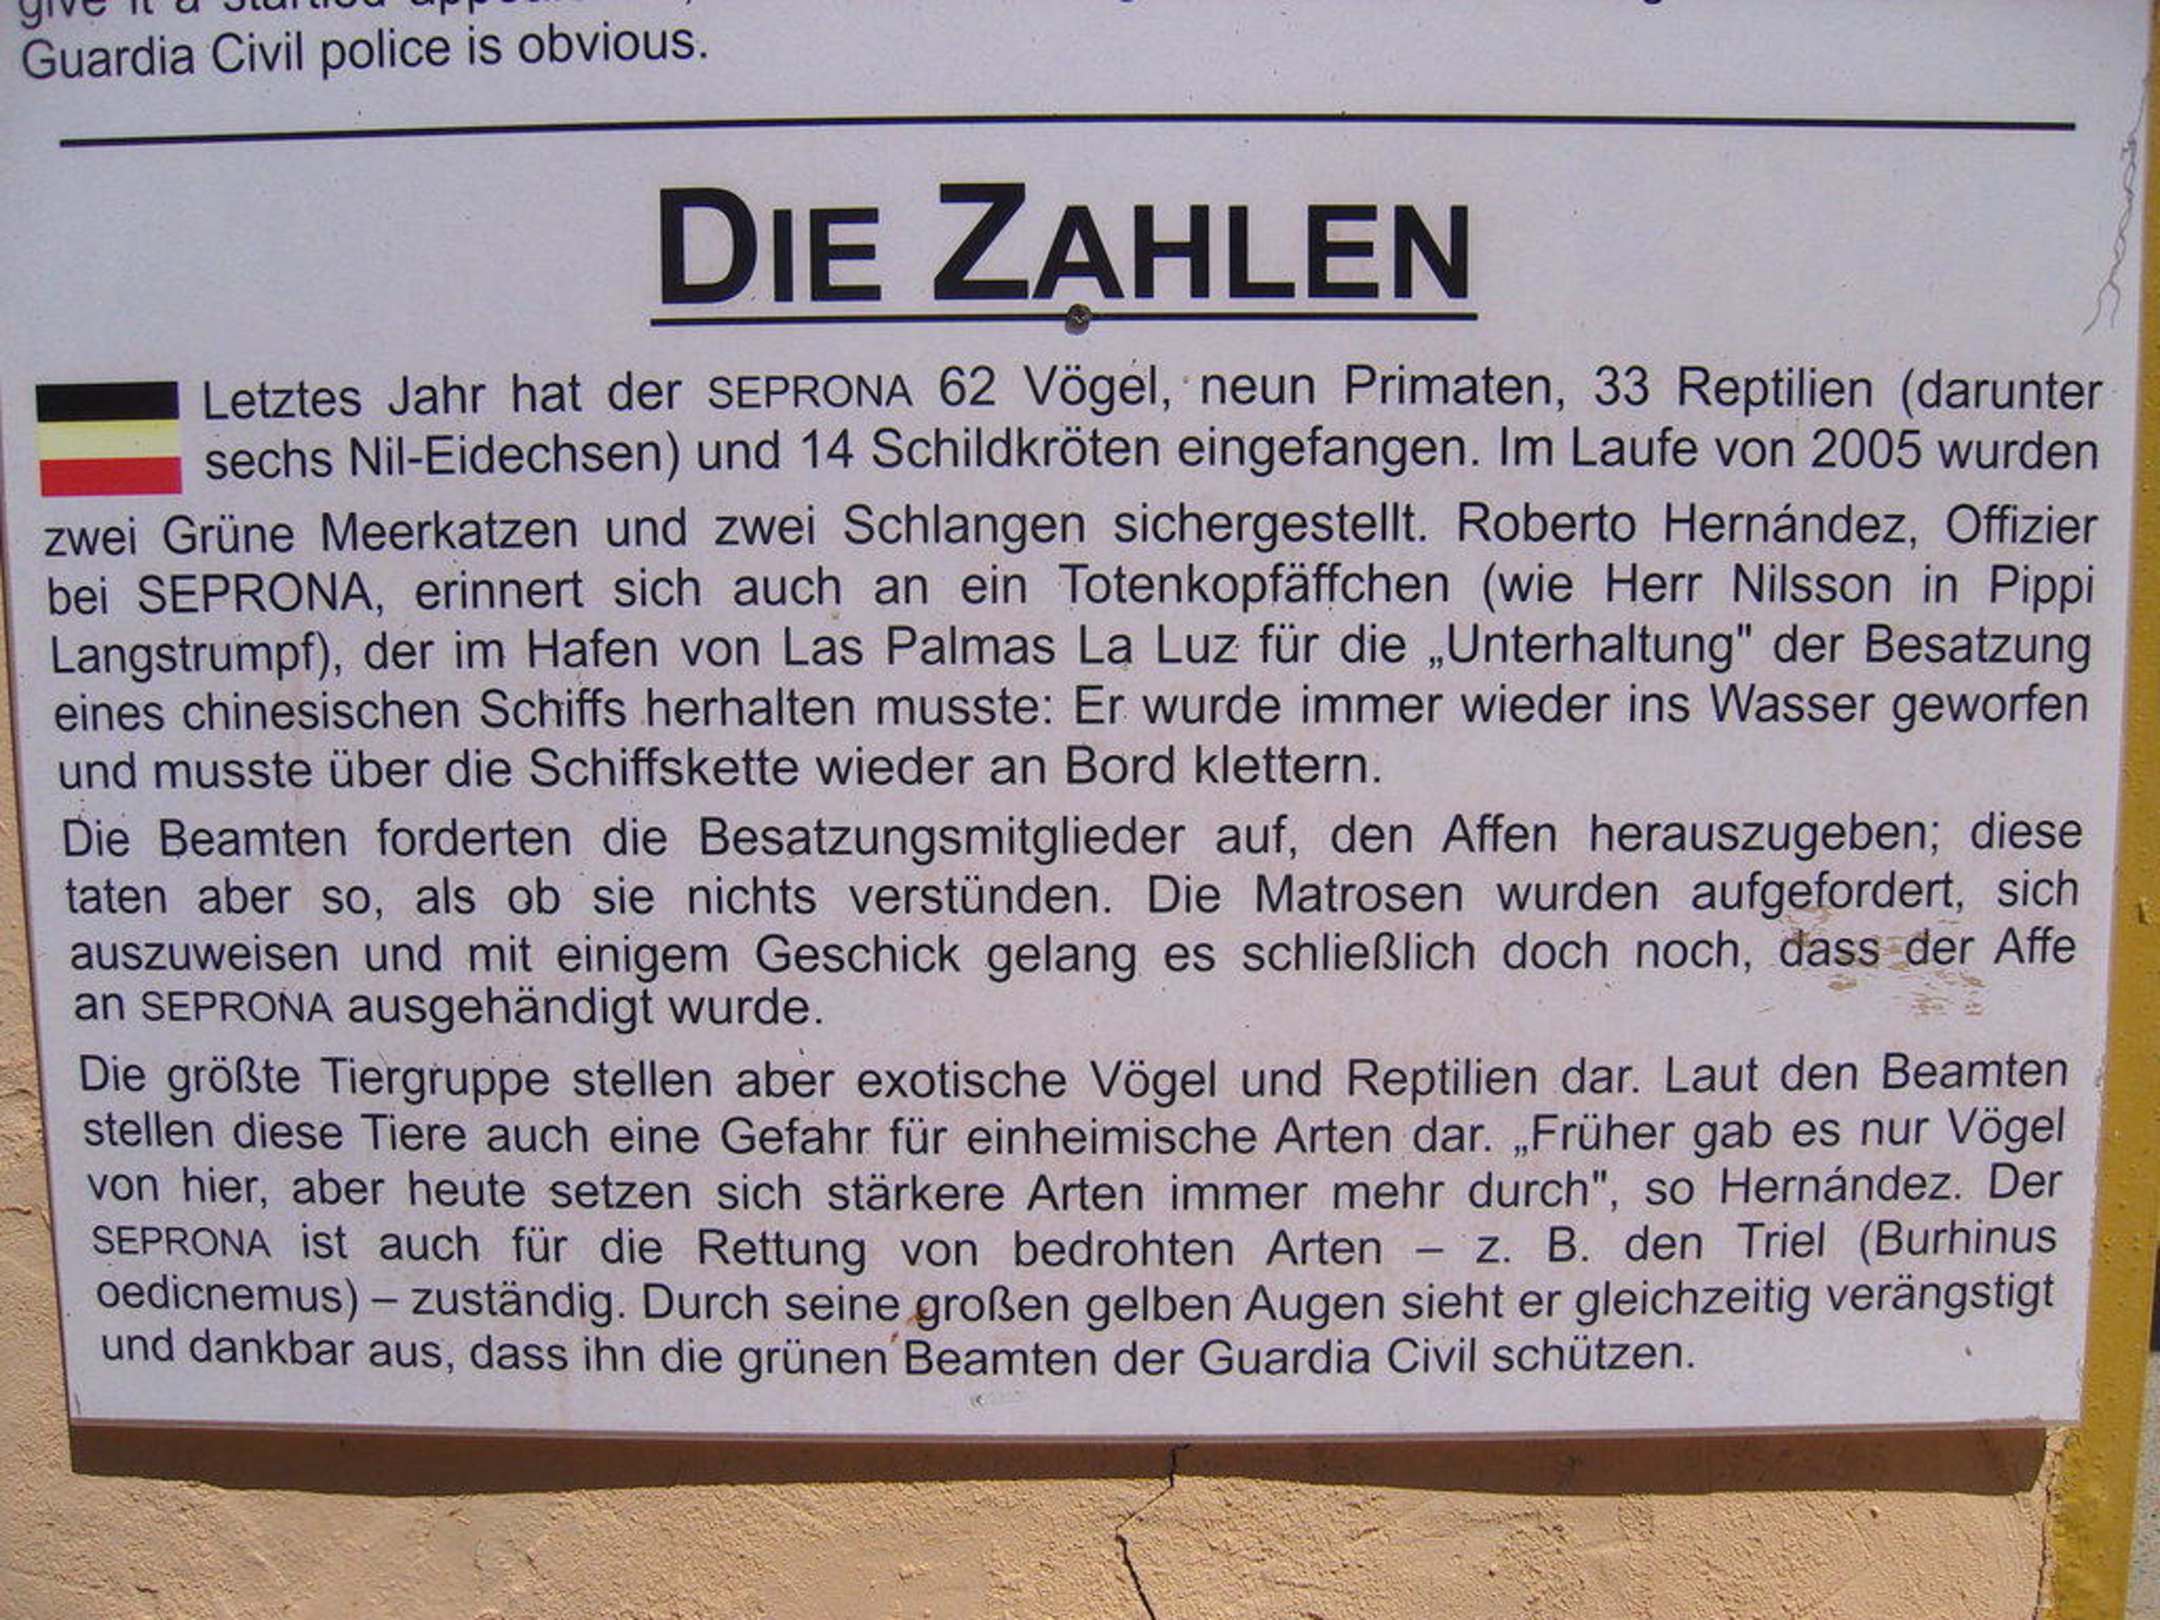 give it a startled
Guardia Civil police is obvious.
DIE ZAHLEN
Letztes Jahr hat der SEPRONA 62 Vögel, neun Primaten, 33 Reptilien (darunter
sechs Nil-Eidechsen) und 14 Schildkröten eingefangen. Im Laufe von 2005 wurden
zwei Grüne Meerkatzen und zwei Schlangen sichergestellt. Roberto Hernández, Offizier
bei SEPRONA, erinnert sich auch an ein Totenkopfäffchen (wie Herr Nilsson in Pippi
Langstrumpf), der im Hafen von Las Palmas La Luz für die „Unterhaltung" der Besatzung
eines chinesischen Schiffs herhalten musste: Er wurde immer wieder ins Wasser geworfen
und musste über die Schiffskette wieder an Bord klettern.
Die Beamten forderten die Besatzungsmitglieder auf, den Affen herauszugeben; diese
taten aber so, als ob sie nichts verstünden. Die Matrosen wurden aufgefordert, sich
auszuweisen und mit einigem Geschick gelang es schließlich doch noch, dass der Affe
an SEPRONA ausgehändigt wurde.
Die größte Tiergruppe stellen aber exotische Vögel und Reptilien dar. Laut den Beamten
stellen diese Tiere auch eine Gefahr für einheimische Arten dar. „Früher gab es nur Vögel
von hier, aber heute setzen sich stärkere Arten immer mehr durch", so Hernández. Der
SEPRONA ist auch für die Rettung von bedrohten Arten – z. B. den Triel (Burhinus
oedicnemus) – zuständig. Durch seine großen gelben Augen sieht er gleichzeitig verängstigt
und dankbar aus, dass ihn die grünen Beamten der Guardia Civil schützen.